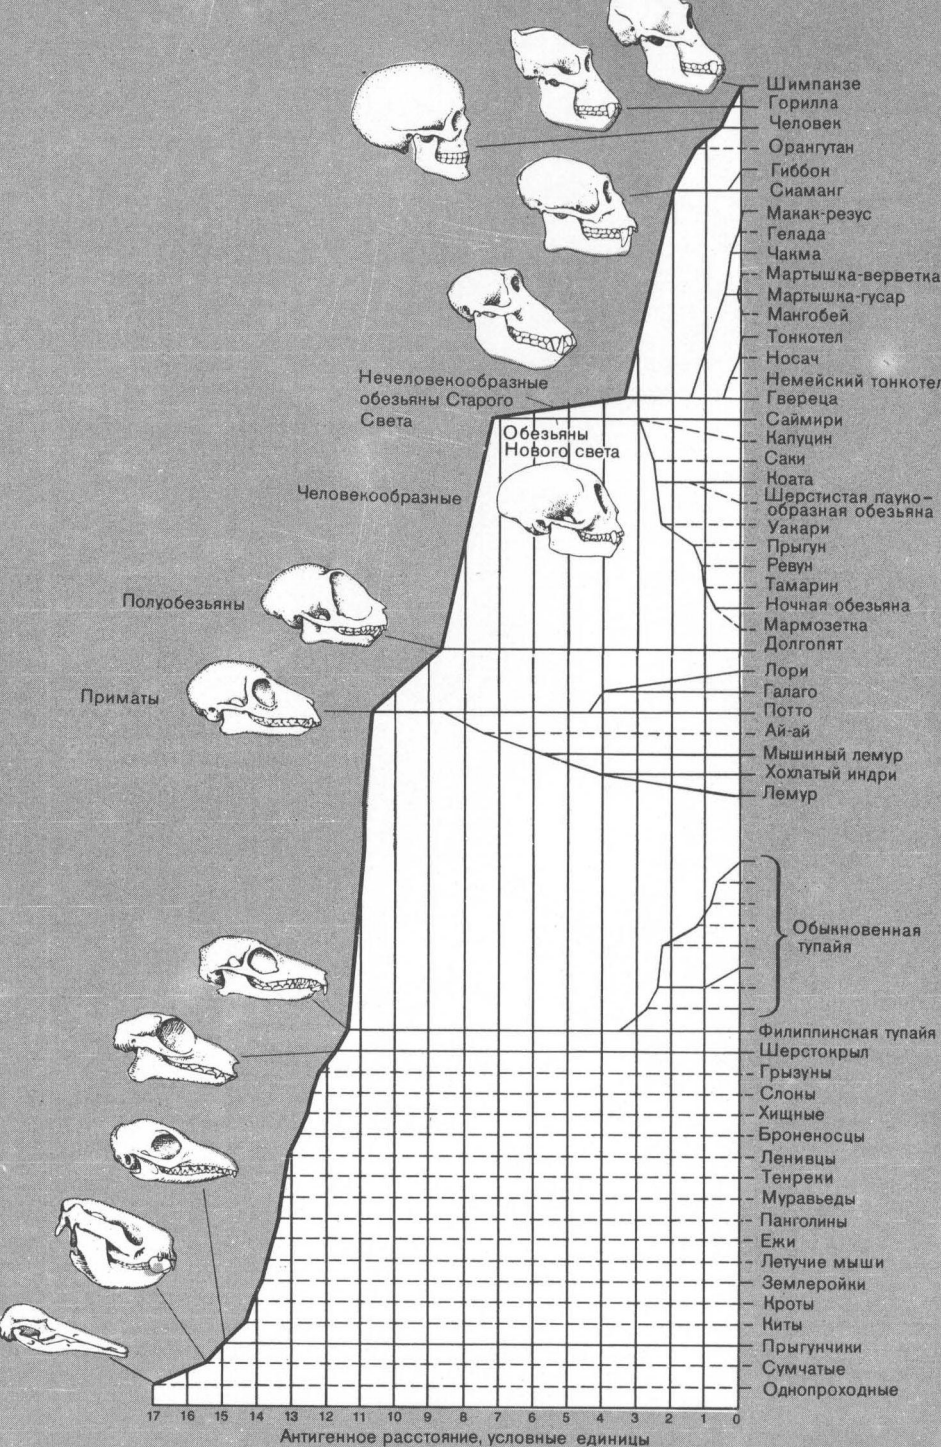 Шимпанзе
Горилла
Человек
Орангутан
Гиббон
Сиаманг
Макак-резус
Гелада
Чакма
Мартышка-верветка
Мартышка-гусар
Мангобей
Тонкотел
Носач
Немейский тонкотел
Гвереца
Нечеловекообразные
обезьяны Старого
Света
Саймири
Капуцин
Саки
Коата
Шерстистая пауко-
образная обезьяна
Уакари
Прыгун
Ревун
Тамарин
Ночная обезьяна
Мармозетка
Долгопят
Обезьяны
Нового света
Человекообразные
Полуобезьяны
Приматы
Лори
Галаго
Потто
Ай-ай
Мышиный лемур
Хохлатый индри
Лемур
Обыкновенная
тупайя
Филиппинская тупайя
Шерстокрыл
Грызуны
Слоны
Хищные
Броненосцы
Ленивцы
Тенреки
Муравьеды
Панголины
Ежи
Летучие мыши
Землеройки
Кроты
Киты
Прыгунчики
Сумчатые
Однопроходные
17 16 15 14 13 12 11 10 9 8 7 6 5 4 3 2 1 0
Антигенное расстояние, условные единицы